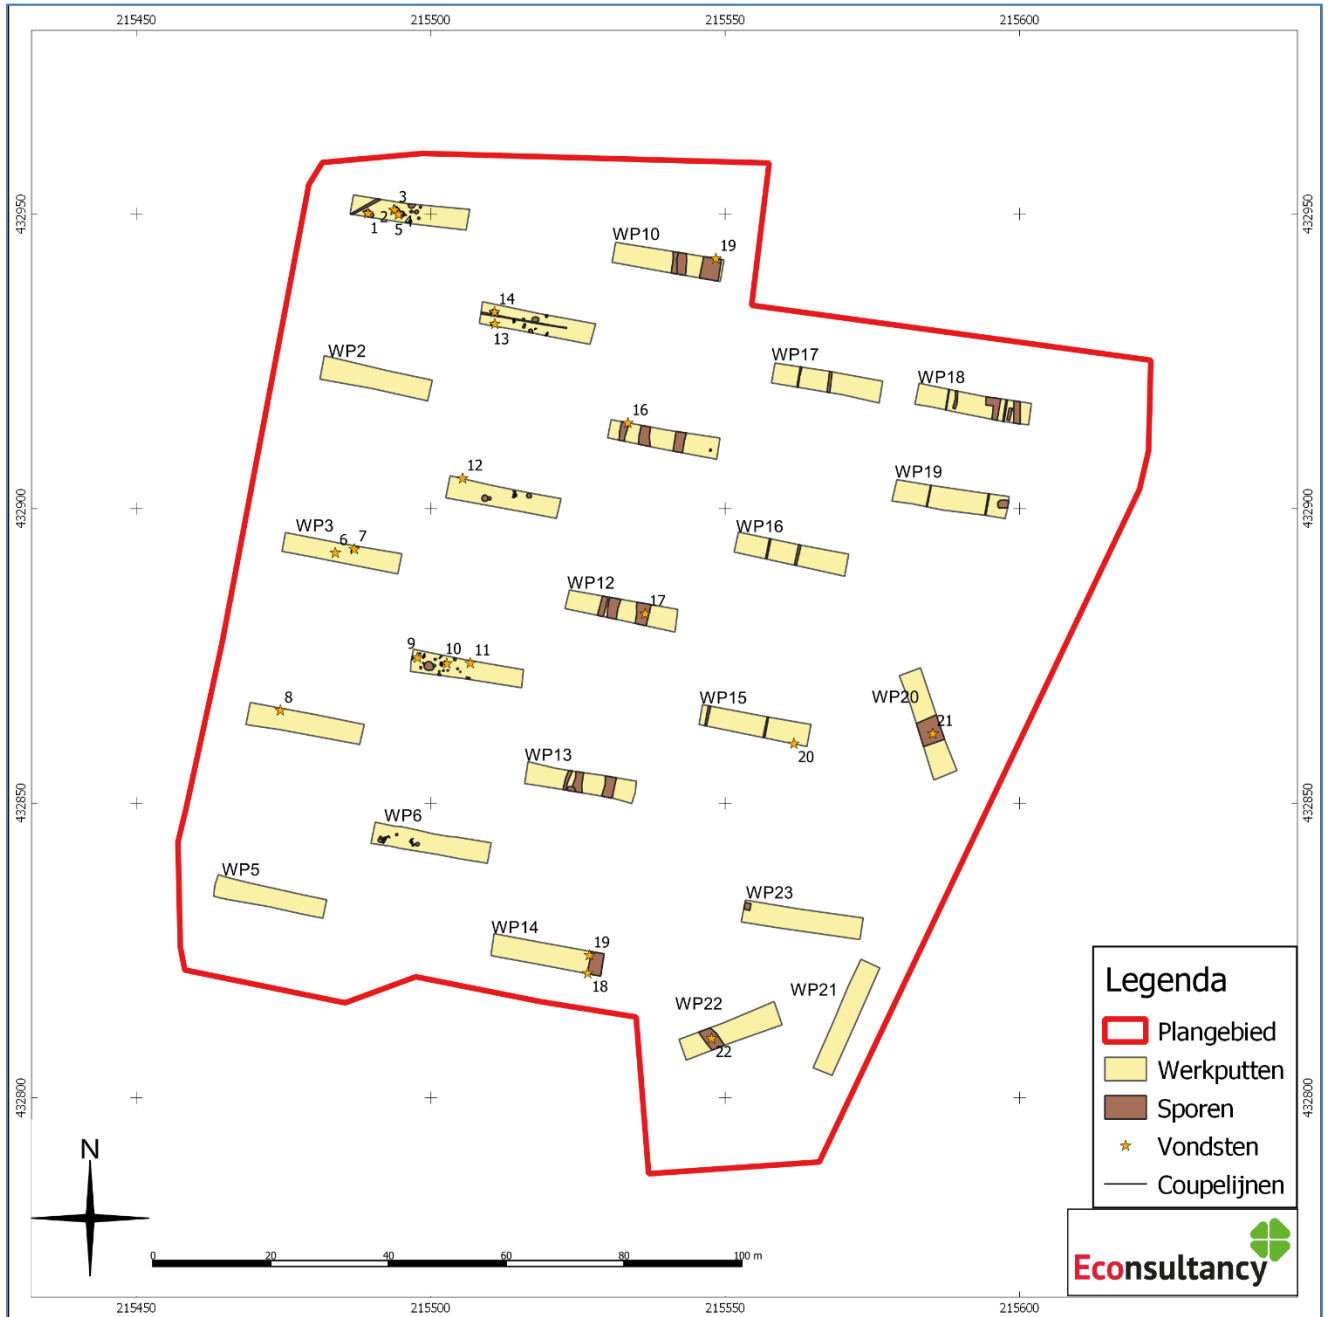 215450 215500 215550 215600
432950 432950
3
2 4
1 5
WP10 19
14
13
WP2
WP17
WP18
16
12
WP19
432900 432900
WP3 6 7
WP16
WP12 17
9 10 11
8
WP15
20
WP20
21
WP13
432850 432850
WP6
WP5
WP23
WP14 19
18
WP21
WP22
22
432800 432800
Legenda
Plangebied
Werkputten
Sporen
Vondsten
Coupelijnen
N
0 20 40 60 80 100 m
Econsultancy
215450 215500 215550 215600